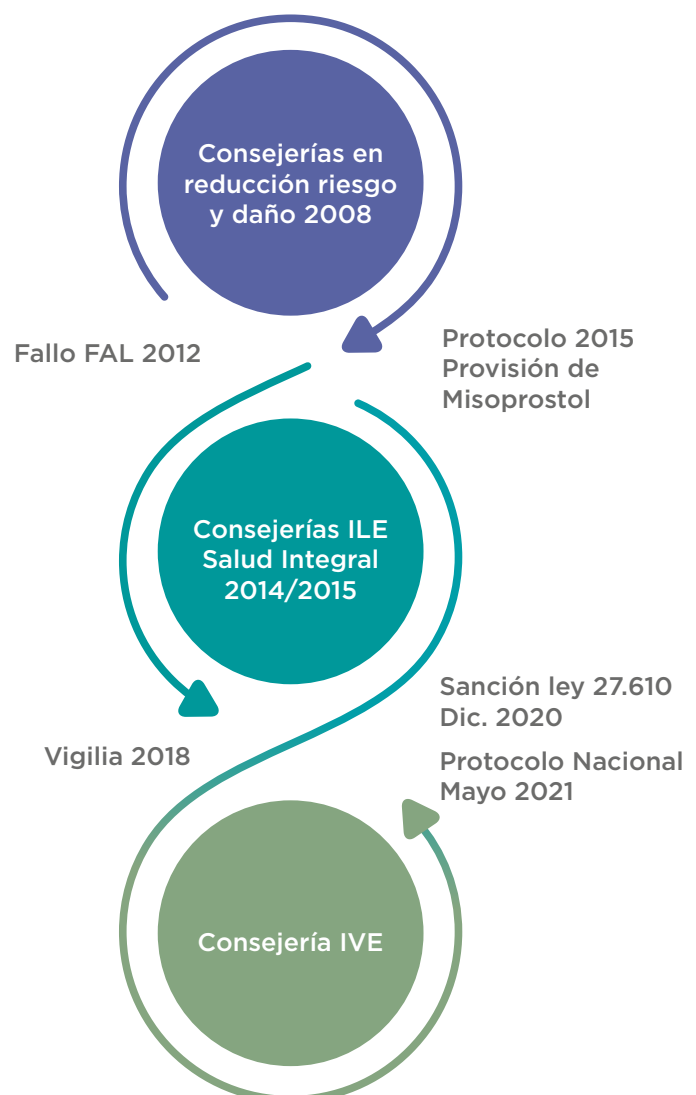 Consejerías en
reducción riesgo
y daño 2008
Fallo FAL 2012
Protocolo 2015
Provisión de
Misoprostol
Consejerías ILE
Salud Integral
2014/2015
Vigilia 2018
Sanción ley 27.610
Dic. 2020
Protocolo Nacional
Mayo 2021
Consejería IVE